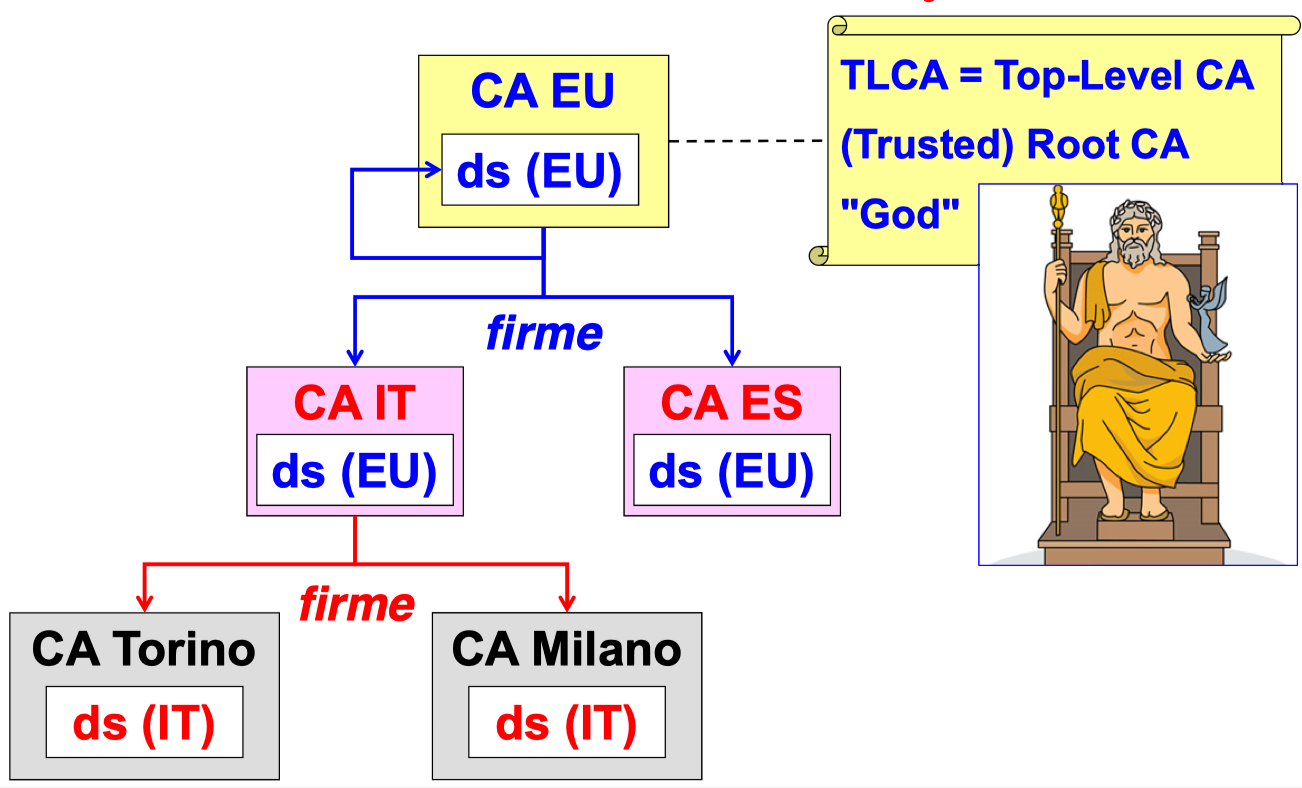 CA EU
ds (EU)
TLCA = Top-Level CA
(Trusted) Root CA
"God"
firme
CA IT
ds (EU)
CA ES
ds (EU)
firme
CA Torino
ds (IT)
CA Milano
ds (IT)